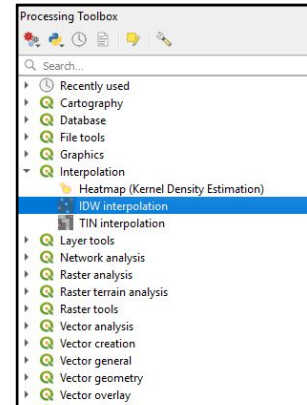 Processing Toolbox
Search...
Recently used
Cartography
Database
File tools
Graphics
Interpolation
Heatmap (Kernel Density Estimation)
IDW interpolation
TIN interpolation
Layer tools
Network analysis
Raster analysis
Raster terrain analysis
Raster tools
Vector analysis
Vector creation
Vector general
Vector geometry
Vector overlay